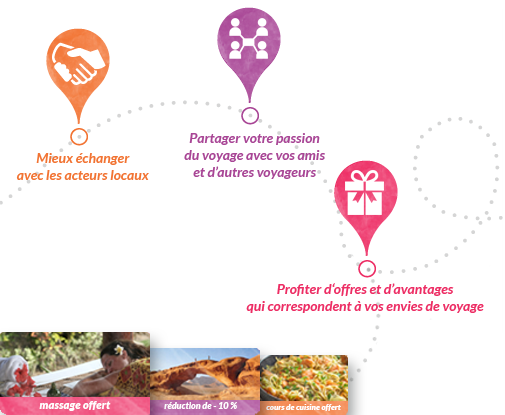 Mieux échanger
avec les acteurs locaux
Partager votre passion
du voyage avec vos amis
et d'autres voyageurs
Profiter d'offres et d'avantages
qui correspondent à vos envies de voyage
massage offert
réduction de - 10 %
cours de cuisine offert